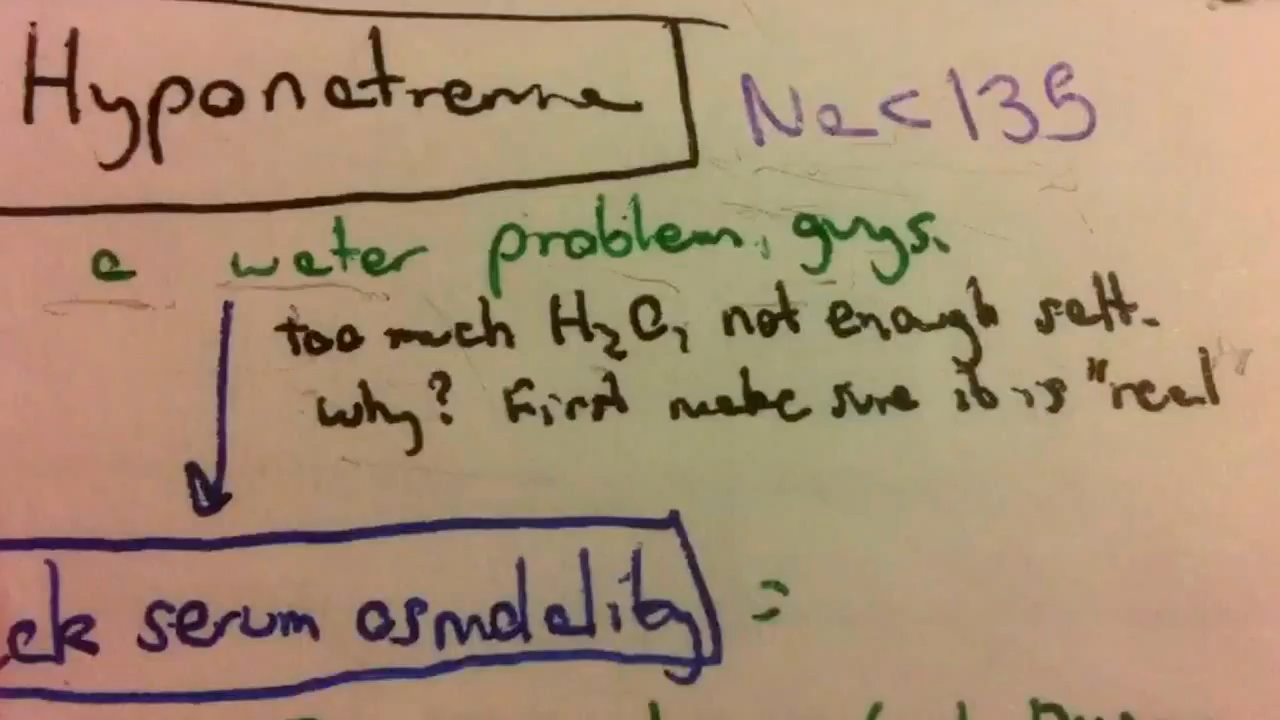 Hyponatremia Na < 135
a water problem, guys.
too much H₂O, not enough salt.
why? First make sure it is "real"
ck serum osmolality =